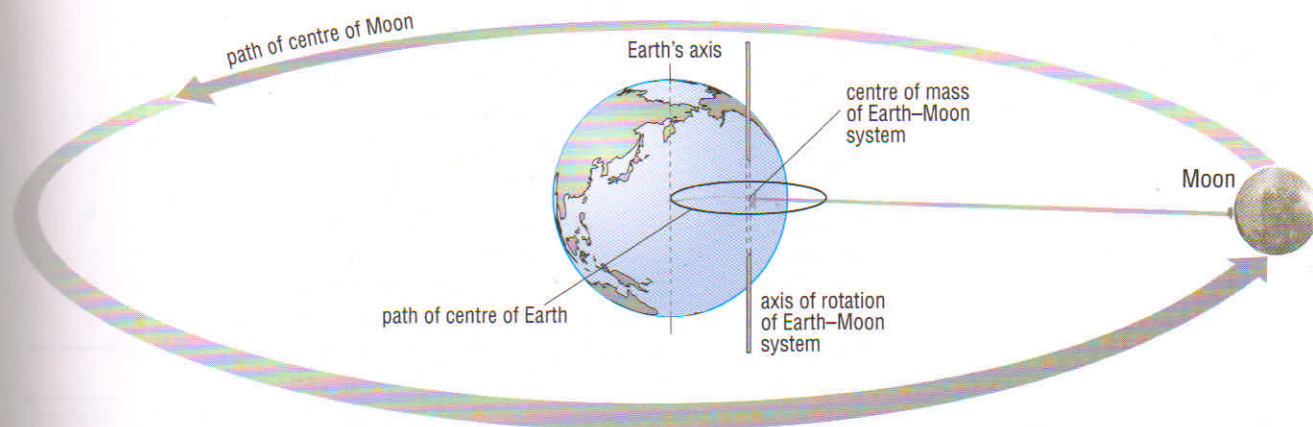 path of centre of Moon
Earth's axis
centre of mass
of Earth–Moon
system
Moon
path of centre of Earth
axis of rotation
of Earth–Moon
system